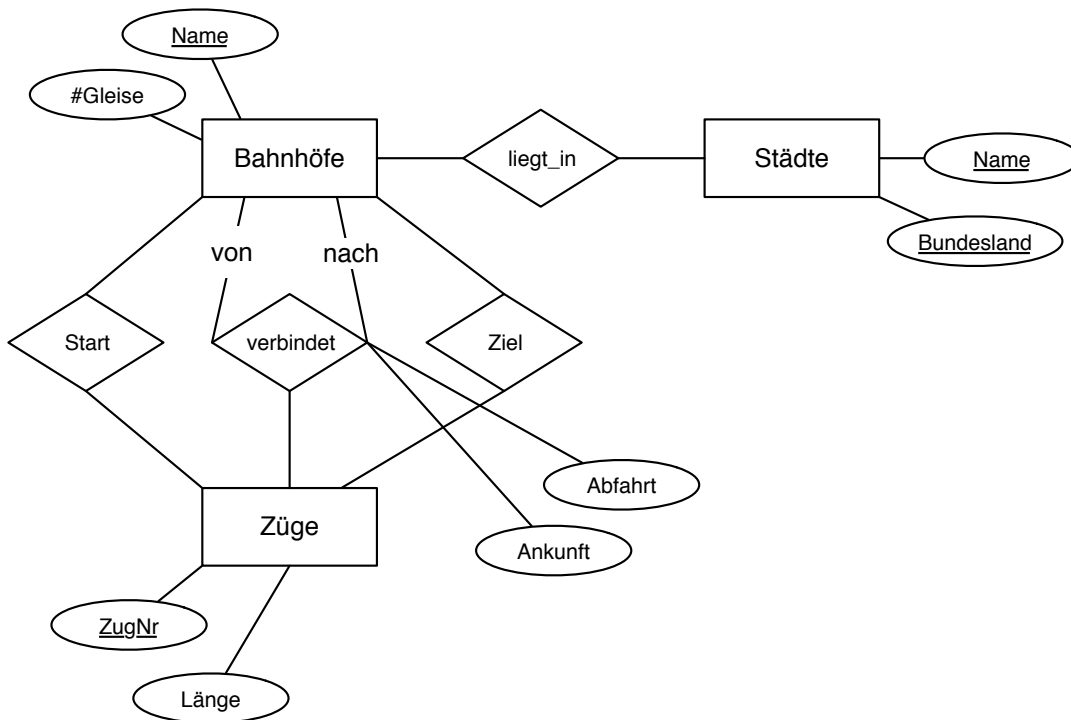 Name
#Gleise
Bahnhöfe
liegt_in
Städte
Name
Bundesland
von
nach
Start
verbindet
Ziel
Abfahrt
Züge
Ankunft
ZugNr
Länge